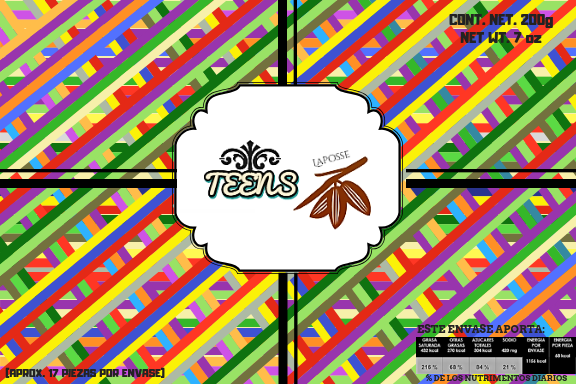 CONT. NET. 200g
NET WT. 7 oz
LAPOSSE
TEENS
ESTE ENVASE APORTA:
GRASA SATURADA 432 kcal
OTRAS GRASAS 270 kcal
AZUCARES TOTALES 304 kcal
SODIO 420 mg
ENERGIA POR ENVASE 1156 kcal
ENERGIA POR PIEZA 68 kcal
216 % 68 % 84 % 21 %
% DE LOS NUTRIMENTOS DIARIOS
(APROX. 17 PIEZAS POR ENVASE)